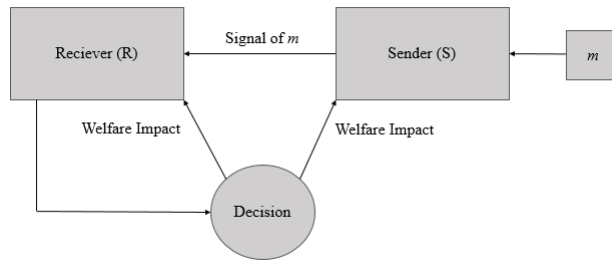 Reciever (R)
Signal of m
Sender (S)
m
Welfare Impact
Welfare Impact
Decision